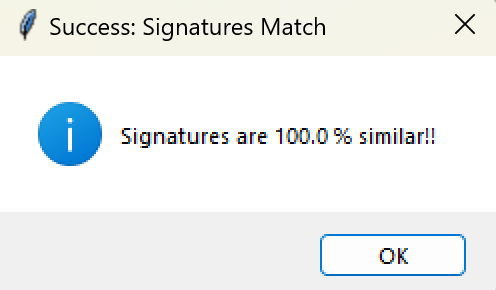 Success: Signatures Match
Signatures are 100.0 % similar!!
OK